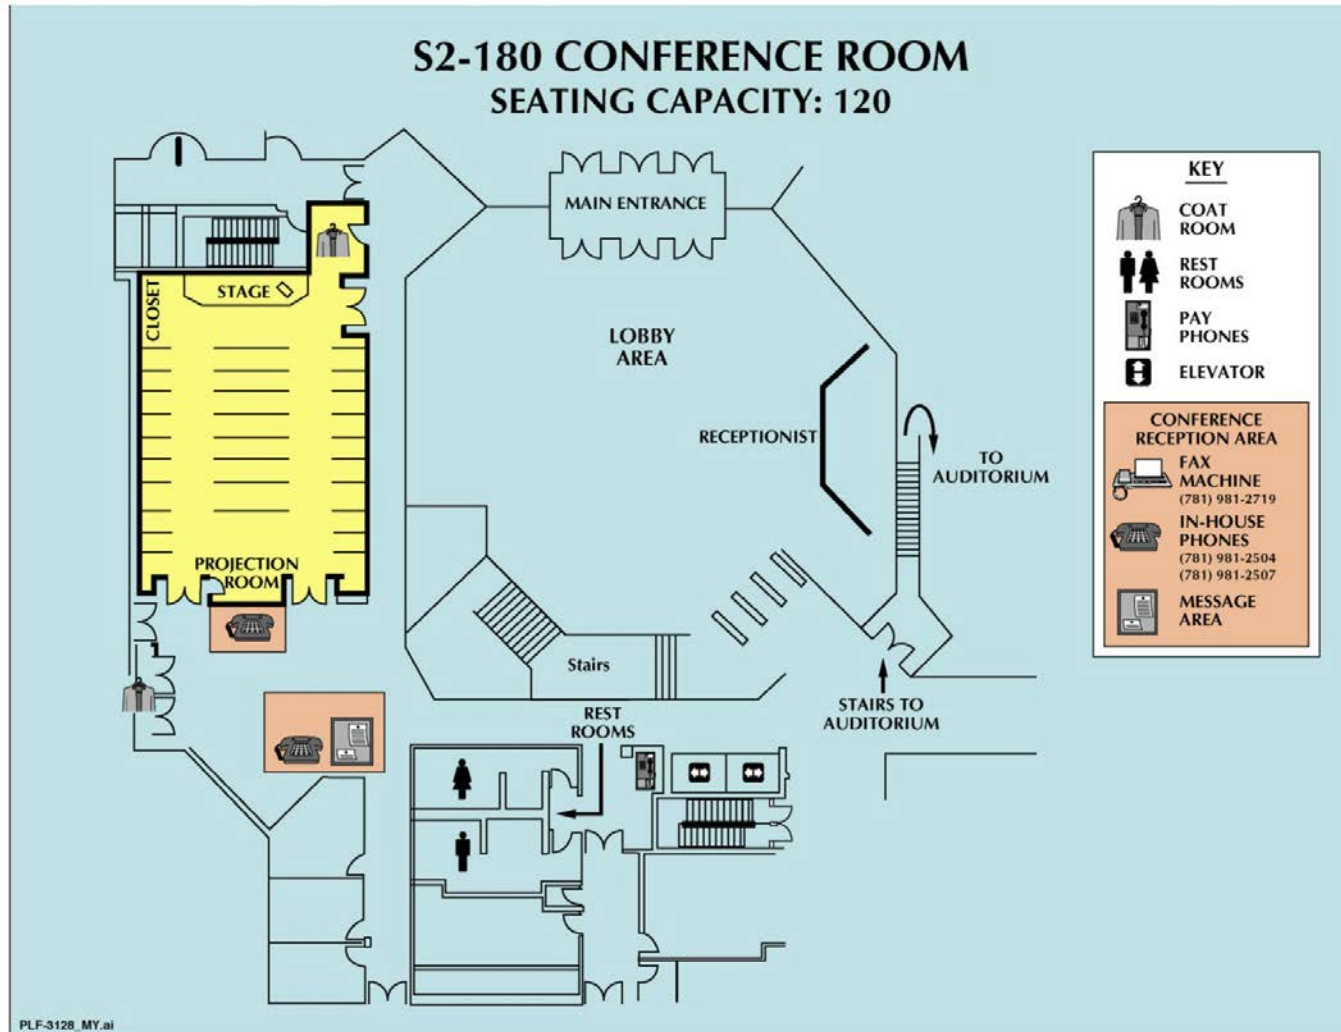 S2-180 CONFERENCE ROOM
SEATING CAPACITY: 120
MAIN ENTRANCE
CLOSET
STAGE
LOBBY
AREA
RECEPTIONIST
TO
AUDITORIUM
PROJECTION
ROOM
Stairs
STAIRS TO
AUDITORIUM
REST
ROOMS
KEY
COAT
ROOM
REST
ROOMS
PAY
PHONES
ELEVATOR
CONFERENCE
RECEPTION AREA
FAX
MACHINE
(781) 981-2719
IN-HOUSE
PHONES
(781) 981-2504
(781) 981-2507
MESSAGE
AREA
PLF-3128_MY.ai